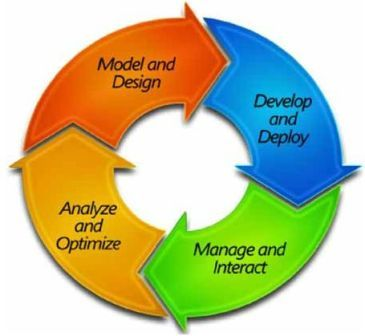 Model and
Design
Develop
and
Deploy
Manage and
Interact
Analyze
and
Optimize